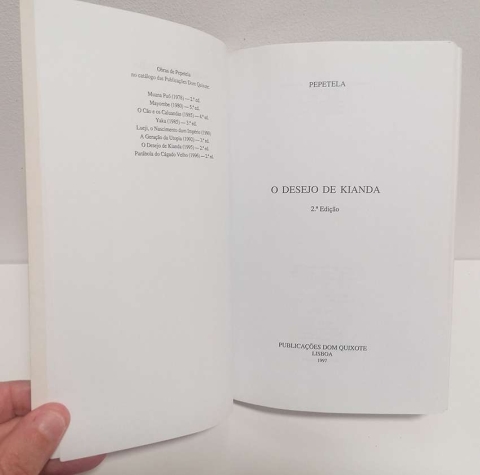 Obras de Pepetela
no catálogo das Publicações Dom Quixote:
Muana Puó (1978) — 2.ª ed.
Mayombe (1980) — 5.ª ed.
O Cão e os Caluandas (1985) — 4.ª ed.
Yaka (1985) — 3.ª ed.
Lueji, o Nascimento dum Império (1990)
A Geração da Utopia (1992) — 3.ª ed.
O Desejo de Kianda (1995) — 2.ª ed.
Parábola do Cágado Velho (1996) — 2.ª ed.
PEPETELA
O DESEJO DE KIANDA
2.ª Edição
PUBLICAÇÕES DOM QUIXOTE
LISBOA
1997